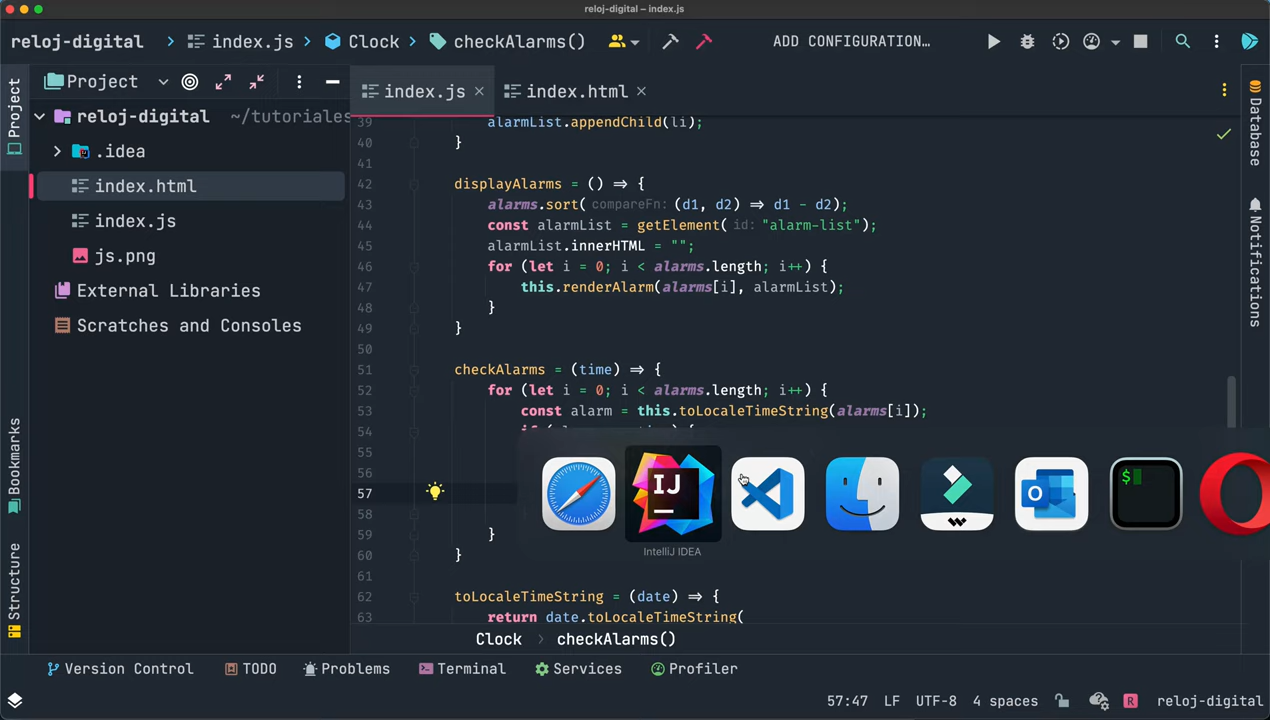 reloj-digital – index.js
reloj-digital > index.js > Clock > checkAlarms()
ADD CONFIGURATION...
Project
index.js
index.html
Project
reloj-digital ~/tutoriales
.idea
index.html
index.js
js.png
External Libraries
Scratches and Consoles
Bookmarks
Structure
39 alarmList.appendChild(li);
40 }
41
42 displayAlarms = () => {
43 alarms.sort( compareFn: (d1, d2) => d1 - d2);
44 const alarmList = getElement( id: "alarm-list");
45 alarmList.innerHTML = "";
46 for (let i = 0; i < alarms.length; i++) {
47 this.renderAlarm(alarms[i], alarmList);
48 }
49 }
50
51 checkAlarms = (time) => {
52 for (let i = 0; i < alarms.length; i++) {
53 const alarm = this.toLocaleTimeString(alarms[i]);
54
55
56
57
58
59 }
60 }
61
62 toLocaleTimeString = (date) => {
63 return date.toLocaleTimeString(
IJ
$
IntelliJ IDEA
Clock > checkAlarms()
Database
Notifications
Version Control
TODO
Problems
Terminal
Services
Profiler
57:47
LF
UTF-8
4 spaces
R
reloj-digital